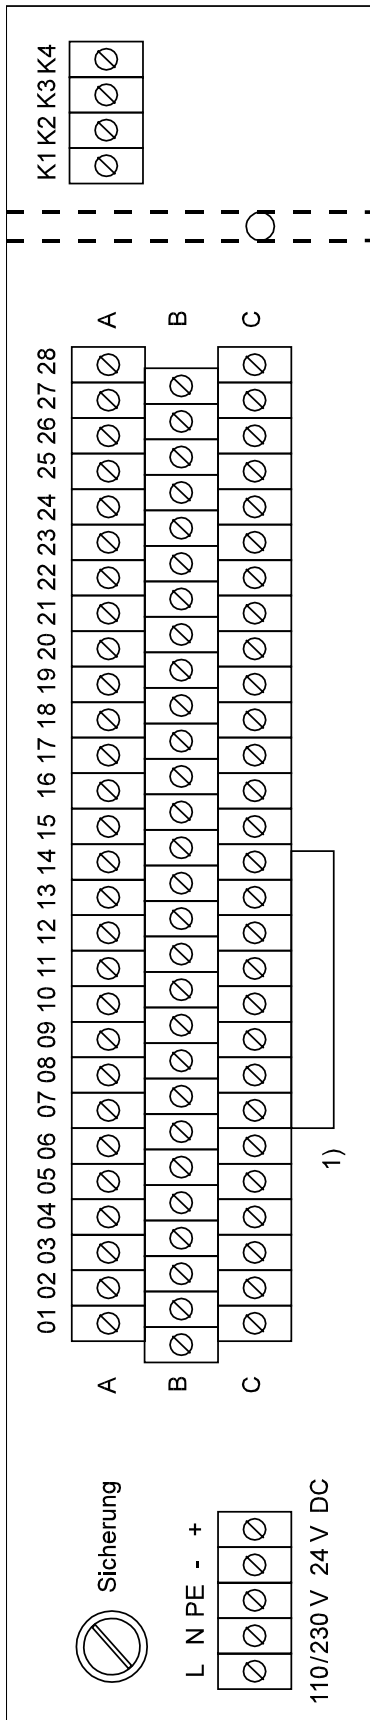 Sicherung
L N PE - +
110/230 V 24 V DC
01 02 03 04 05 06 07 08 09 10 11 12 13 14 15 16 17 18 19 20 21 22 23 24 25 26 27 28
A A
B B
C C
1)
K1 K2 K3 K4